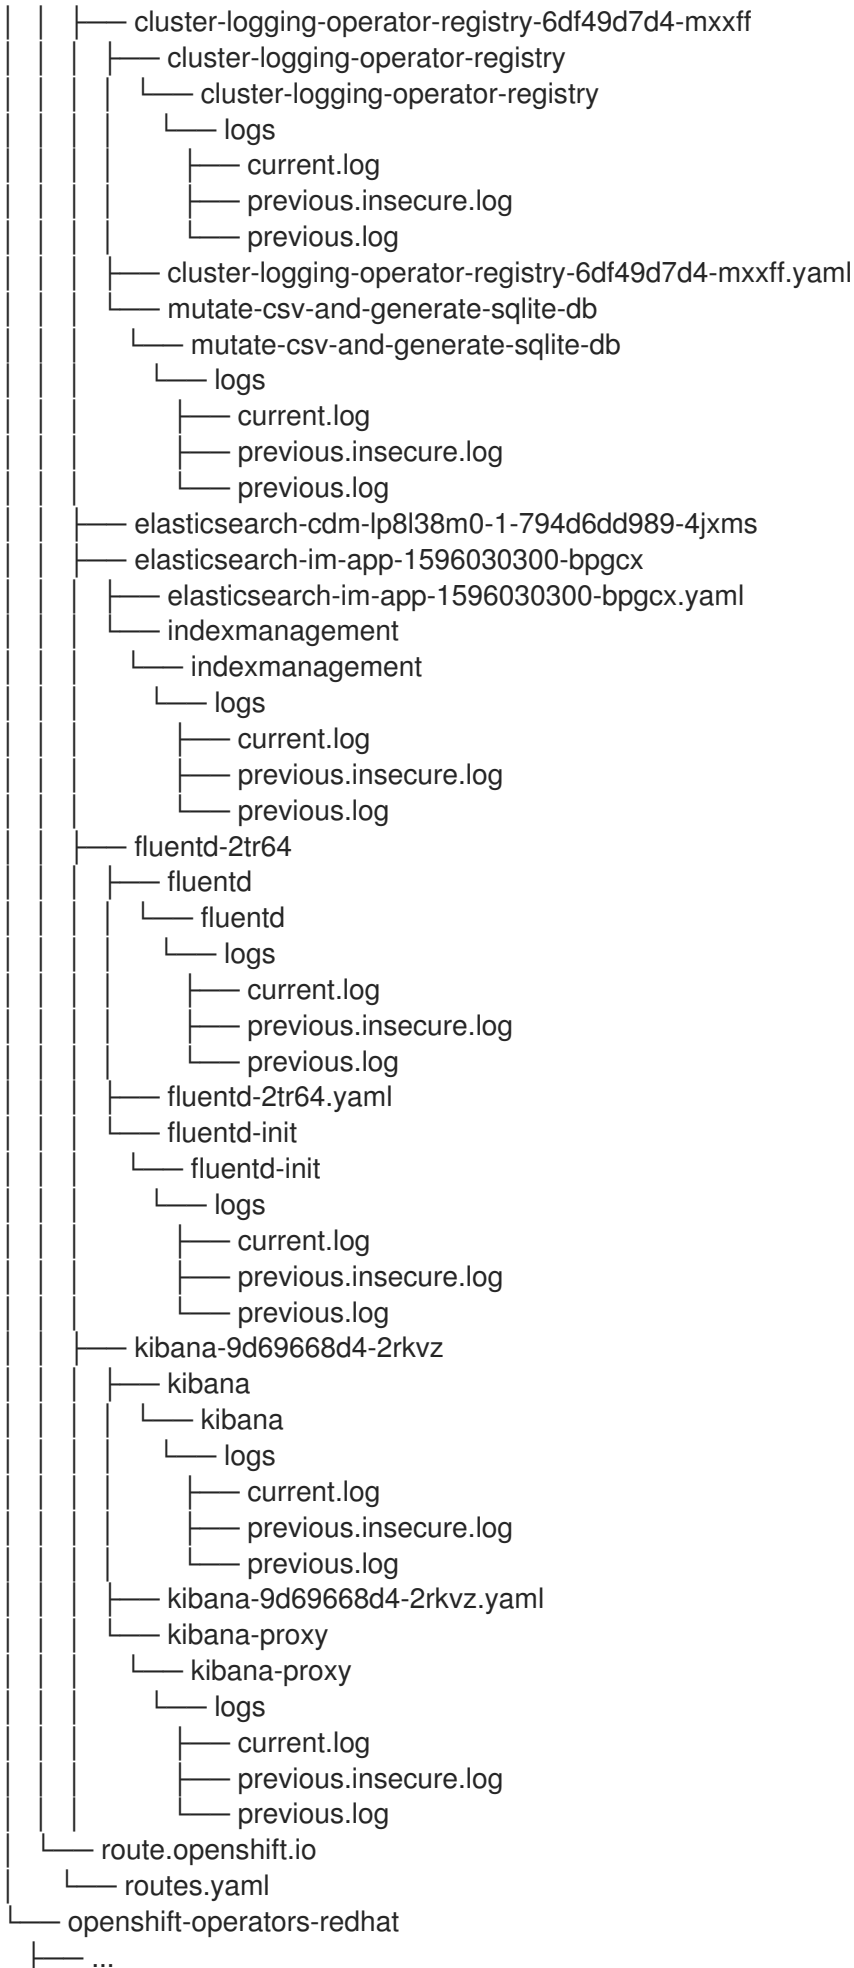 │ │ ├── cluster-logging-operator-registry-6df49d7d4-mxxff
│ │ │ ├── cluster-logging-operator-registry
│ │ │ │ └── cluster-logging-operator-registry
│ │ │ │ └── logs
│ │ │ │ ├── current.log
│ │ │ │ ├── previous.insecure.log
│ │ │ │ └── previous.log
│ │ │ ├── cluster-logging-operator-registry-6df49d7d4-mxxff.yaml
│ │ │ └── mutate-csv-and-generate-sqlite-db
│ │ │ └── mutate-csv-and-generate-sqlite-db
│ │ │ └── logs
│ │ │ ├── current.log
│ │ │ ├── previous.insecure.log
│ │ │ └── previous.log
│ │ ├── elasticsearch-cdm-lp8l38m0-1-794d6dd989-4jxms
│ │ ├── elasticsearch-im-app-1596030300-bpgcx
│ │ │ ├── elasticsearch-im-app-1596030300-bpgcx.yaml
│ │ │ └── indexmanagement
│ │ │ └── indexmanagement
│ │ │ └── logs
│ │ │ ├── current.log
│ │ │ ├── previous.insecure.log
│ │ │ └── previous.log
│ │ ├── fluentd-2tr64
│ │ │ ├── fluentd
│ │ │ │ └── fluentd
│ │ │ │ └── logs
│ │ │ │ ├── current.log
│ │ │ │ ├── previous.insecure.log
│ │ │ │ └── previous.log
│ │ │ ├── fluentd-2tr64.yaml
│ │ │ └── fluentd-init
│ │ │ └── fluentd-init
│ │ │ └── logs
│ │ │ ├── current.log
│ │ │ ├── previous.insecure.log
│ │ │ └── previous.log
│ │ ├── kibana-9d69668d4-2rkvz
│ │ │ ├── kibana
│ │ │ │ └── kibana
│ │ │ │ └── logs
│ │ │ │ ├── current.log
│ │ │ │ ├── previous.insecure.log
│ │ │ │ └── previous.log
│ │ │ ├── kibana-9d69668d4-2rkvz.yaml
│ │ │ └── kibana-proxy
│ │ │ └── kibana-proxy
│ │ │ └── logs
│ │ │ ├── current.log
│ │ │ ├── previous.insecure.log
│ │ │ └── previous.log
│ └── route.openshift.io
│ └── routes.yaml
└── openshift-operators-redhat
├── ...